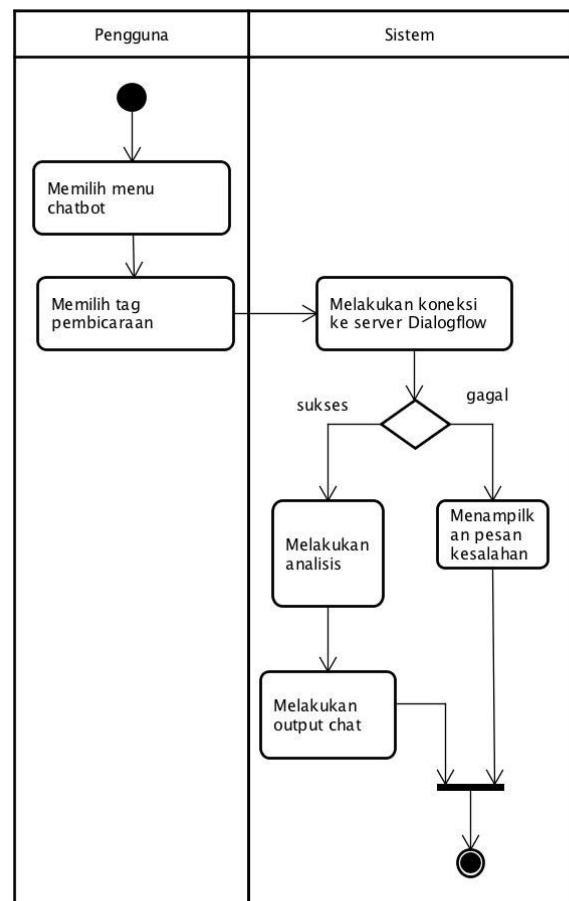 Pengguna
Sistem
Memilih menu
chatbot
Memilih tag
pembicaraan
Melakukan koneksi
ke server Dialogflow
sukses
gagal
Melakukan
analisis
Menampilk
an pesan
kesalahan
Melakukan
output chat